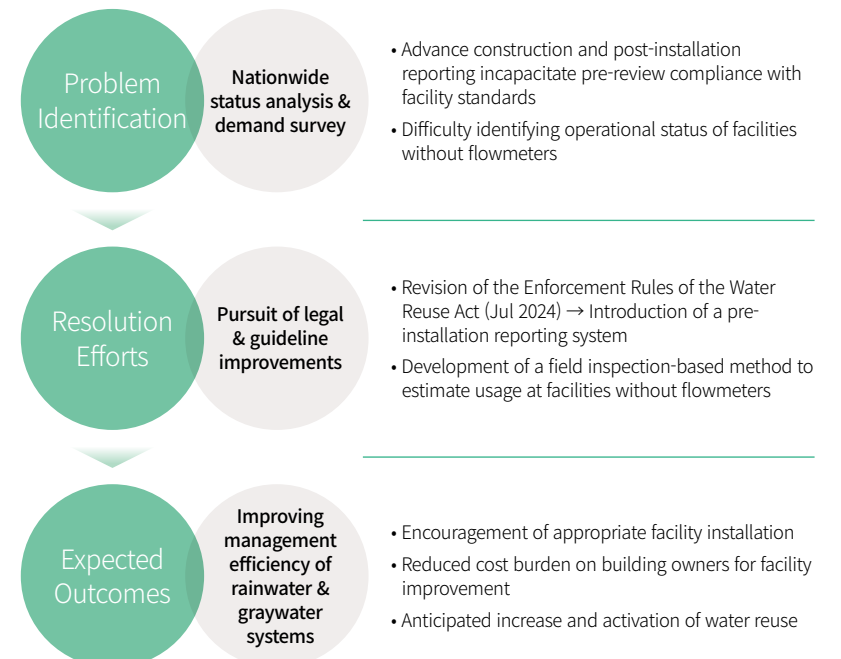 Problem
Identification
Nationwide
status analysis &
demand survey
• Advance construction and post-installation
reporting incapacitate pre-review compliance with
facility standards
• Difficulty identifying operational status of facilities
without flowmeters
Resolution
Efforts
Pursuit of legal
& guideline
improvements
• Revision of the Enforcement Rules of the Water
Reuse Act (Jul 2024) → Introduction of a pre-
installation reporting system
• Development of a field inspection-based method to
estimate usage at facilities without flowmeters
Expected
Outcomes
Improving
management
efficiency of
rainwater &
graywater
systems
• Encouragement of appropriate facility installation
• Reduced cost burden on building owners for facility
improvement
• Anticipated increase and activation of water reuse